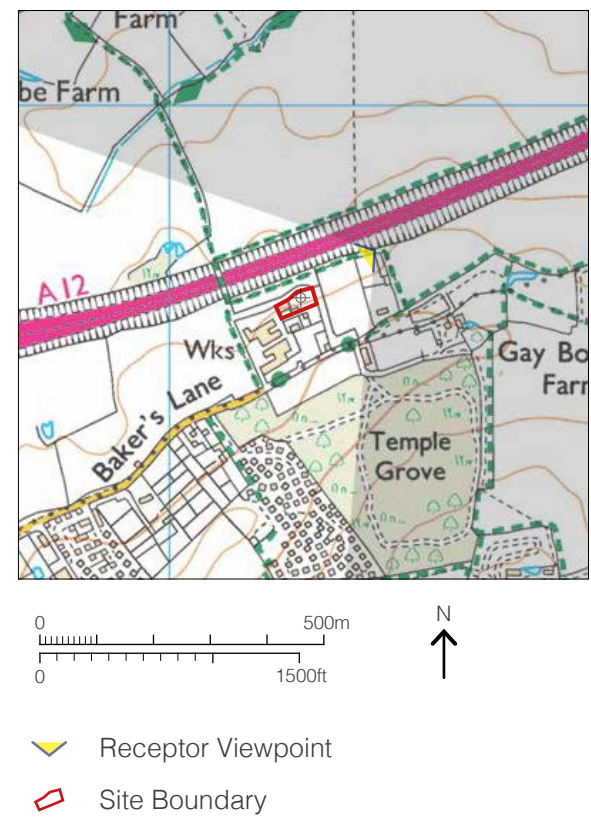 Farm
be Farm
A12
Wks
Baker's Lane
Gay Bo
Farr
Temple
Grove
0 500m
0 1500ft
N
Receptor Viewpoint
Site Boundary